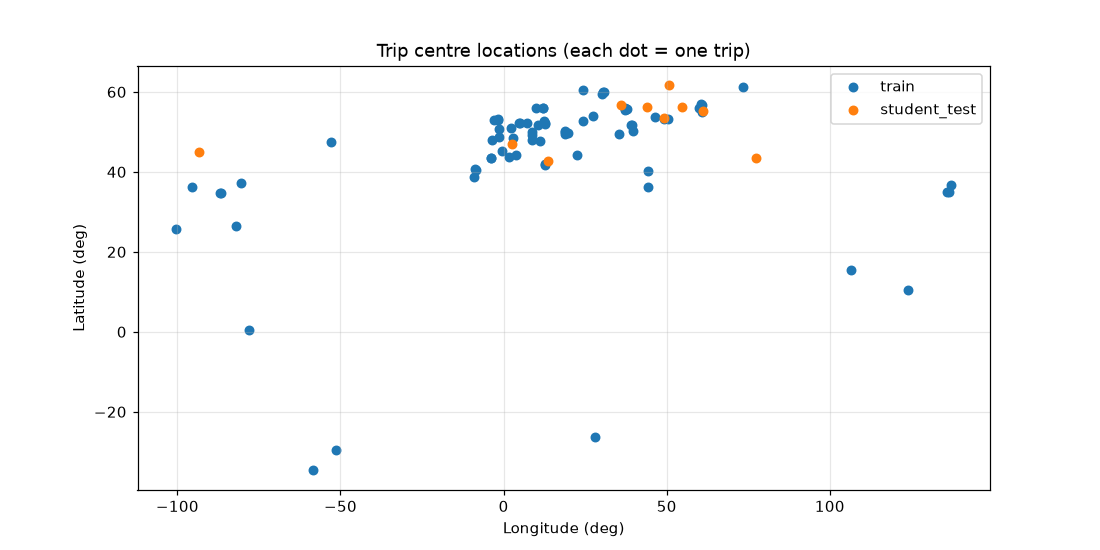 Trip centre locations (each dot = one trip)
train
student_test
60
40
20
0
−20
Latitude (deg)
−100
−50
0
50
100
Longitude (deg)